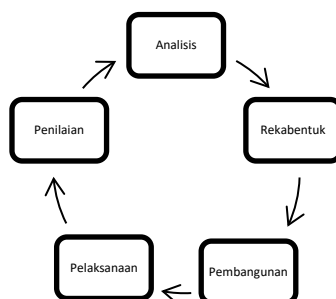 Analisis
Rekabentuk
Pembangunan
Pelaksanaan
Penilaian